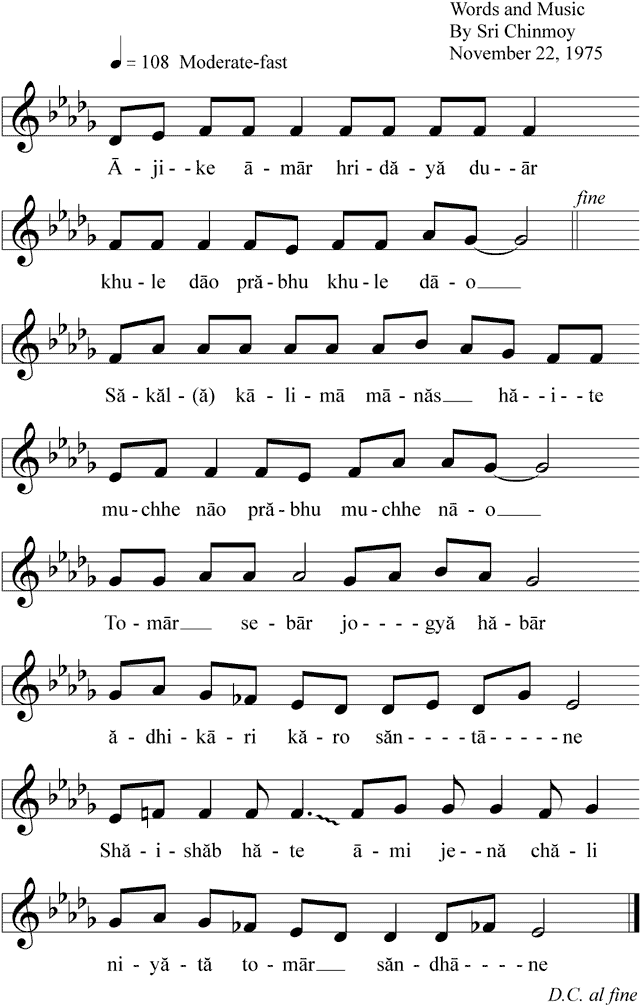 Words and Music
By Sri Chinmoy
November 22, 1975
♩ = 108 Moderate-fast
Ā - ji - - ke ā - mār hri - dă - yă du - - ār
fine
khu - le dāo pră - bhu khu - le dā - o
Să - kăl - (ă) kā - li - mā mā - năs hă - - i - - te
mu - chhe nāo pră - bhu mu - chhe nā - o
To - mār se - bār jo - - - - gyă hă - bār
ă - dhi - kā - ri kă - ro săn - - - - tā - - - - - ne
Shă - i - shăb hă - te ā - mi je - nă chă - li
ni - yă - tă to - mār săn - dhā - - - - ne
D.C. al fine